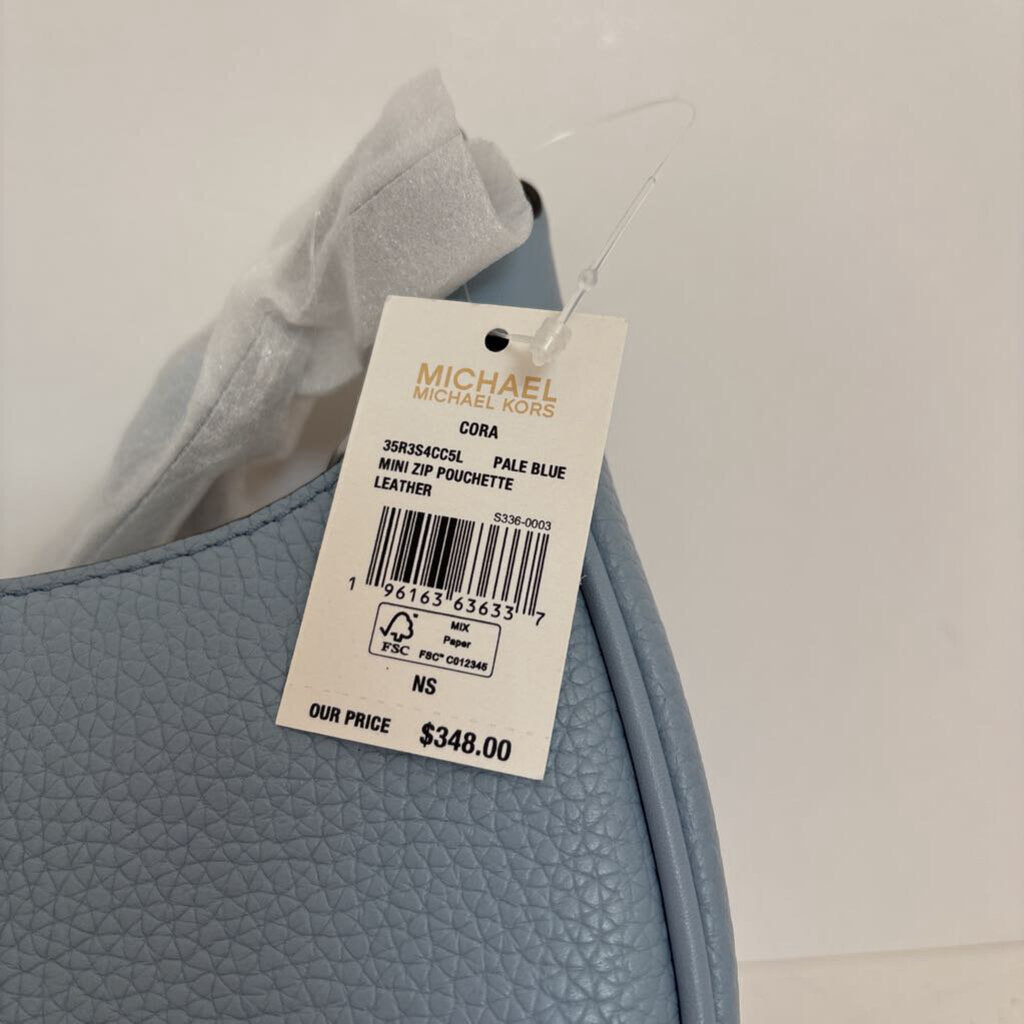 MICHAEL
MICHAEL KORS
CORA
35R3S4CC5L PALE BLUE
MINI ZIP POUCHETTE
LEATHER
S336-0003
1 96163 63633 7
FSC
MIX
Paper
FSC™ C012345
NS
OUR PRICE $348.00